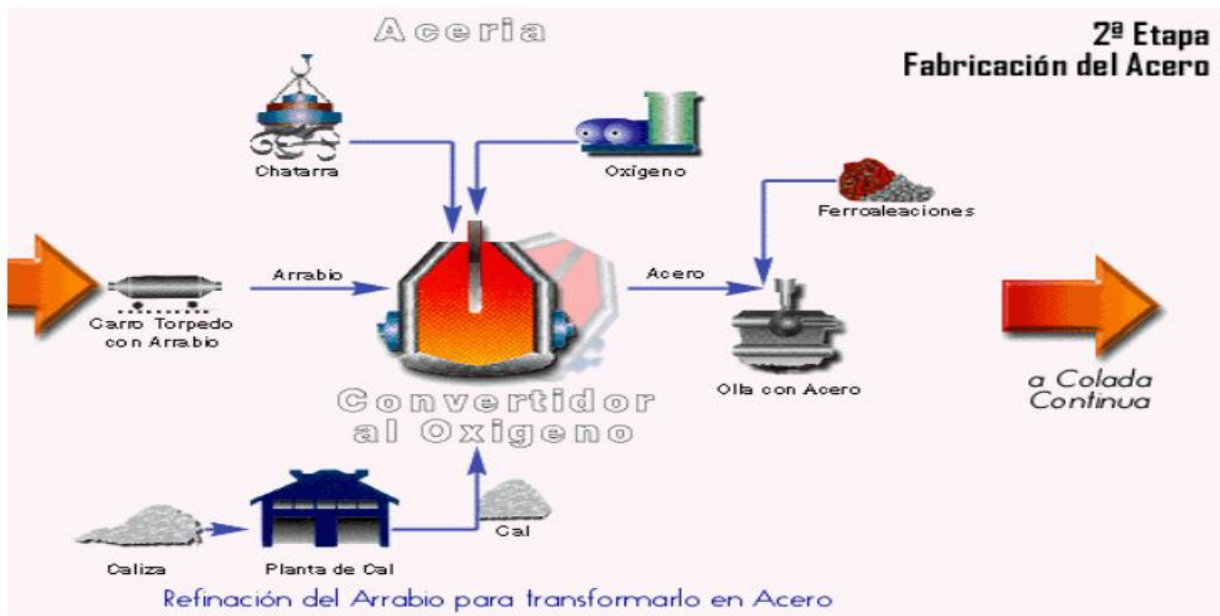 Aceria
2ª Etapa
Fabricación del Acero
Chatarra
Oxigeno
Ferroaleaciones
Arrabio
Acero
Carro Torpedo
con Arrabio
Olla con Acero
a Colada
Continua
Convertidor
al Oxigeno
Cal
Caliza
Planta de Cal
Refinación del Arrabio para transformarlo en Acero